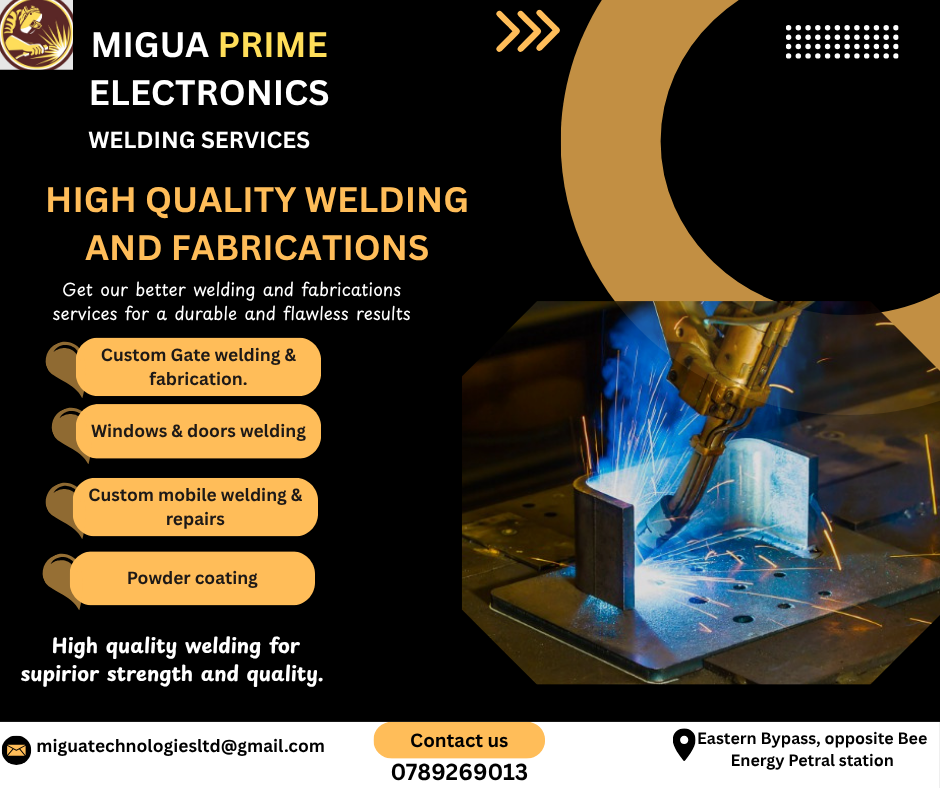 MIGUA PRIME
ELECTRONICS
WELDING SERVICES
HIGH QUALITY WELDING
AND FABRICATIONS
Get our better welding and fabrications
services for a durable and flawless results
Custom Gate welding &
fabrication.
Windows & doors welding
Custom mobile welding &
repairs
Powder coating
High quality welding for
supirior strength and quality.
miguatechnologiesltd@gmail.com
Contact us
0789269013
Eastern Bypass, opposite Bee
Energy Petral station